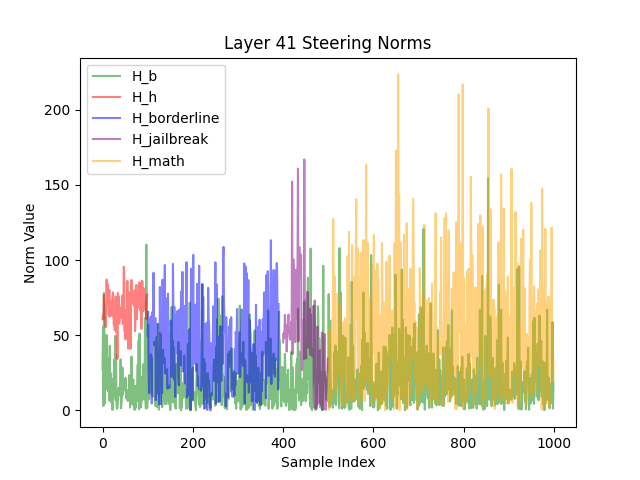 Layer 41 Steering Norms
H_b
H_h
H_borderline
H_jailbreak
H_math
Norm Value
200
150
100
50
0
0 200 400 600 800 1000
Sample Index